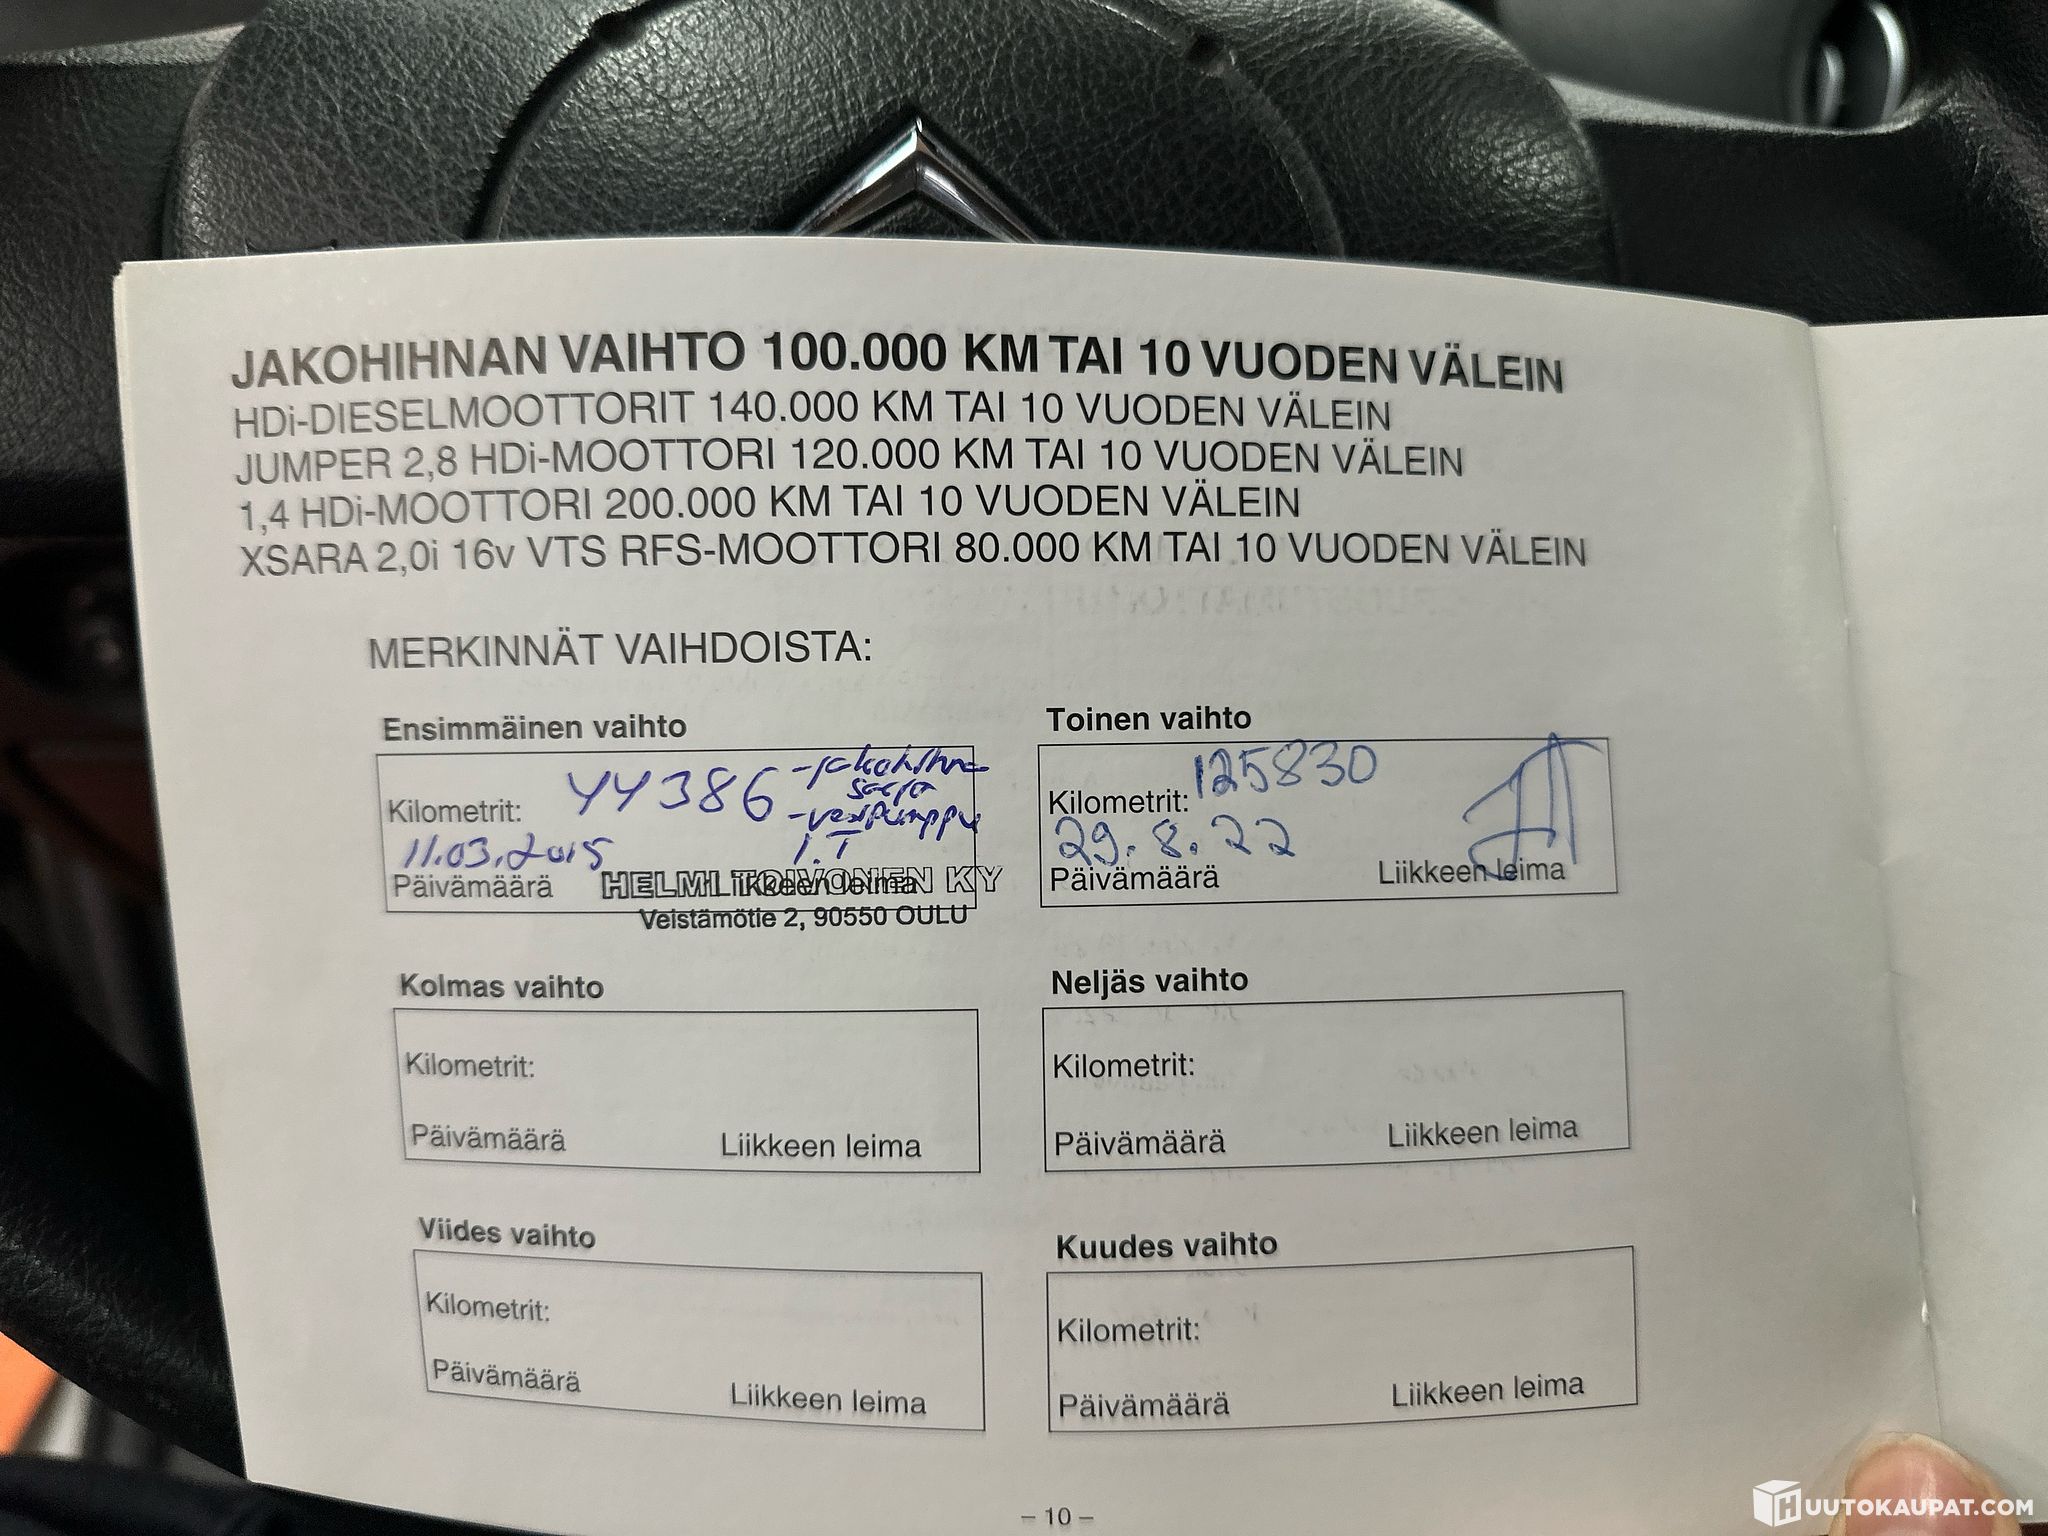 JAKOHIHNAN VAIHTO 100.000 KM TAI 10 VUODEN VÄLEIN
HDi-DIESELMOOTTORIT 140.000 KM TAI 10 VUODEN VÄLEIN
JUMPER 2,8 HDi-MOOTTORI 120.000 KM TAI 10 VUODEN VÄLEIN
1,4 HDi-MOOTTORI 200.000 KM TAI 10 VUODEN VÄLEIN
XSARA 2,0i 16v VTS RFS-MOOTTORI 80.000 KM TAI 10 VUODEN VÄLEIN
MERKINNÄT VAIHDOISTA:
Ensimmäinen vaihto
Kilometrit: 44386
-jakohihna
sarja
-vesipumppu
11.03.2015 I.T
Päivämäärä Liikkeen leima
HELMI TOIVONEN KY
Veistämötie 2, 90550 OULU
Toinen vaihto
Kilometrit: 125830
29.8.22
Päivämäärä Liikkeen leima
Kolmas vaihto
Kilometrit:
Päivämäärä Liikkeen leima
Neljäs vaihto
Kilometrit:
Päivämäärä Liikkeen leima
Viides vaihto
Kilometrit:
Päivämäärä Liikkeen leima
Kuudes vaihto
Kilometrit:
Päivämäärä Liikkeen leima
– 10 –
HUUTOKAUPAT.COM